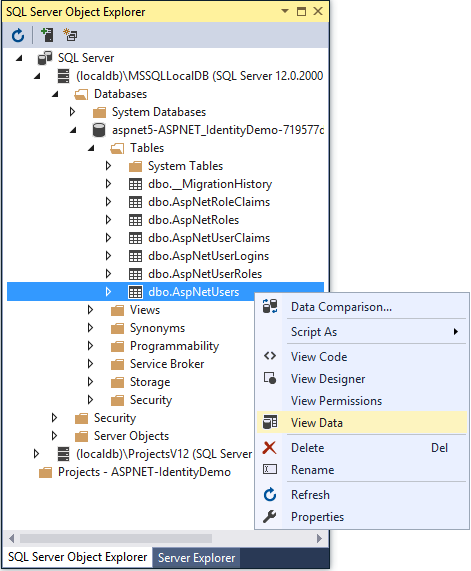 SQL Server Object Explorer
SQL Server
(localdb)\MSSQLLocalDB (SQL Server 12.0.2000
Databases
System Databases
aspnet5-ASPNET_IdentityDemo-719577c
Tables
System Tables
dbo.__MigrationHistory
dbo.AspNetRoleClaims
dbo.AspNetRoles
dbo.AspNetUserClaims
dbo.AspNetUserLogins
dbo.AspNetUserRoles
dbo.AspNetUsers
Views
Synonyms
Programmability
Service Broker
Storage
Security
Security
Server Objects
(localdb)\ProjectsV12 (SQL Server
Projects - ASPNET-IdentityDemo
Data Comparison...
Script As
View Code
View Designer
View Permissions
View Data
Delete Del
Rename
Refresh
Properties
SQL Server Object Explorer Server Explorer